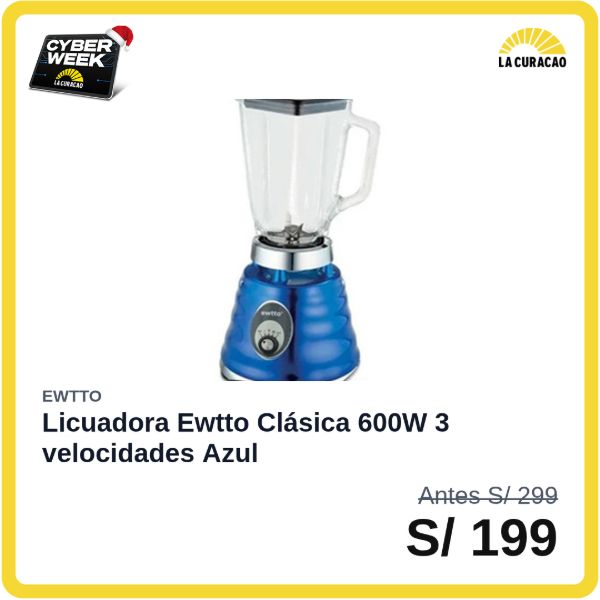 CYBER
WEEK
LA CURACAO
LA CURACAO
ewtto
EWTTO
Licuadora Ewtto Clásica 600W 3
velocidades Azul
Antes S/ 299
S/ 199